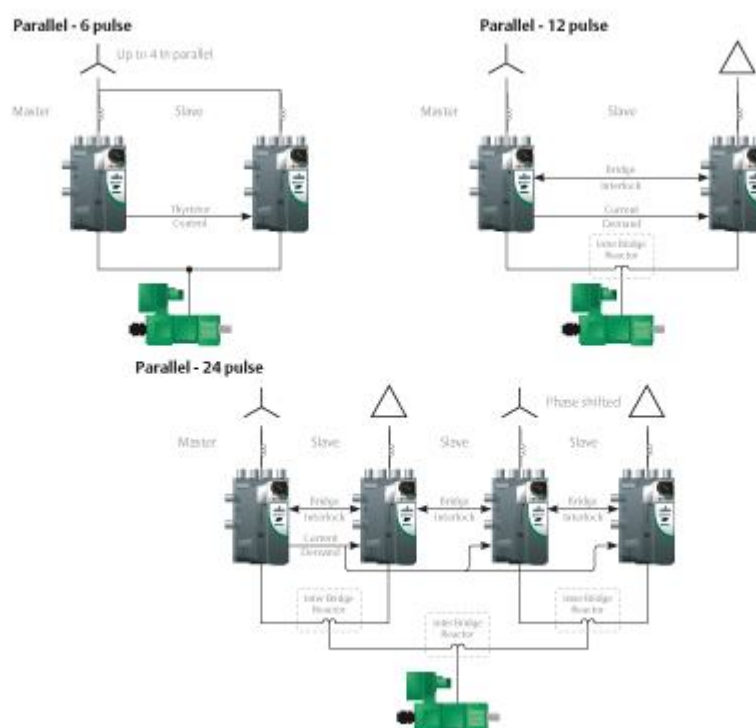 Parallel - 6 pulse
Up to 4 in parallel
Master
Slave
Thyristor
Control
Parallel - 12 pulse
Master
Slave
Bridge
Interlock
Current
Demand
Inter Bridge
Reactor
Parallel - 24 pulse
Phase shifted
Master
Slave
Slave
Slave
Bridge
Interlock
Bridge
Interlock
Bridge
Interlock
Current
Demand
Inter Bridge
Reactor
Inter Bridge
Reactor
Inter Bridge
Reactor